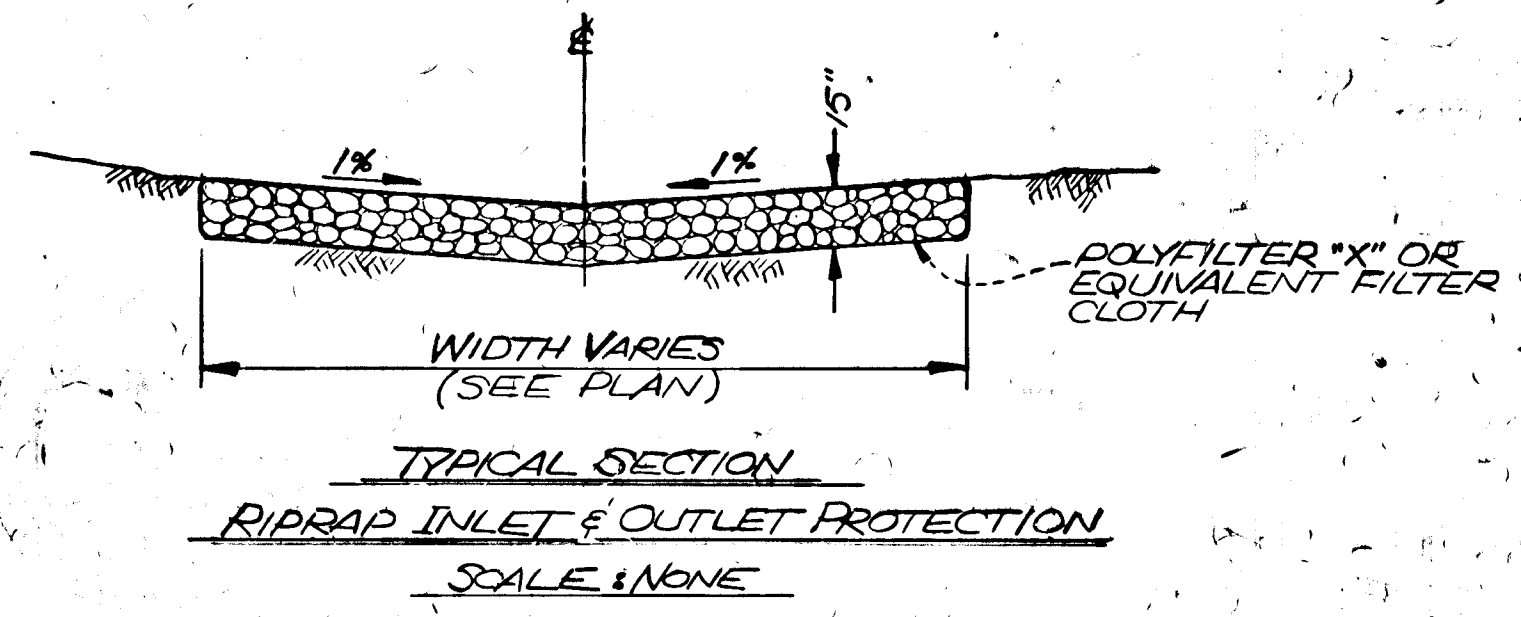 ℄
15"
1%
1%
POLYFILTER "X" OR
EQUIVALENT FILTER
CLOTH
WIDTH VARIES
(SEE PLAN)
TYPICAL SECTION
RIPRAP INLET & OUTLET PROTECTION
SCALE : NONE